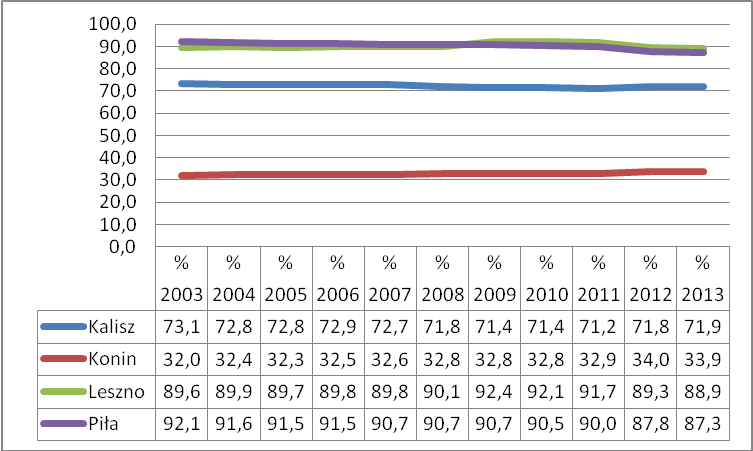 100,0
90,0
80,0
70,0
60,0
50,0
40,0
30,0
20,0
10,0
0,0
% % % % % % % % % % %
2003 2004 2005 2006 2007 2008 2009 2010 2011 2012 2013
Kalisz 73,1 72,8 72,8 72,9 72,7 71,8 71,4 71,4 71,2 71,8 71,9
Konin 32,0 32,4 32,3 32,5 32,6 32,8 32,8 32,8 32,9 34,0 33,9
Leszno 89,6 89,9 89,7 89,8 89,8 90,1 92,4 92,1 91,7 89,3 88,9
Piła 92,1 91,6 91,5 91,5 90,7 90,7 90,7 90,5 90,0 87,8 87,3